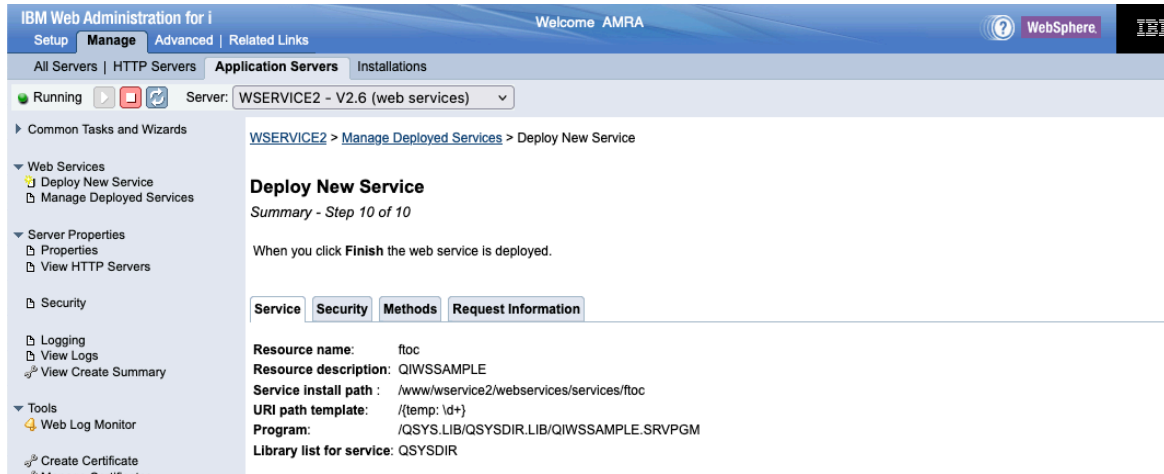 IBM Web Administration for i
Welcome AMRA
WebSphere.
Setup Manage Advanced | Related Links
All Servers | HTTP Servers Application Servers Installations
Running Server: WSERVICE2 - V2.6 (web services)
Common Tasks and Wizards
Web Services
Deploy New Service
Manage Deployed Services
Server Properties
Properties
View HTTP Servers
Security
Logging
View Logs
View Create Summary
Tools
Web Log Monitor
Create Certificate
WSERVICE2 > Manage Deployed Services > Deploy New Service
Deploy New Service
Summary - Step 10 of 10
When you click Finish the web service is deployed.
Service Security Methods Request Information
Resource name: ftoc
Resource description: QIWSSAMPLE
Service install path : /www/wservice2/webservices/services/ftoc
URI path template: /{temp: \d+}
Program: /QSYS.LIB/QSYSDIR.LIB/QIWSSAMPLE.SRVPGM
Library list for service: QSYSDIR